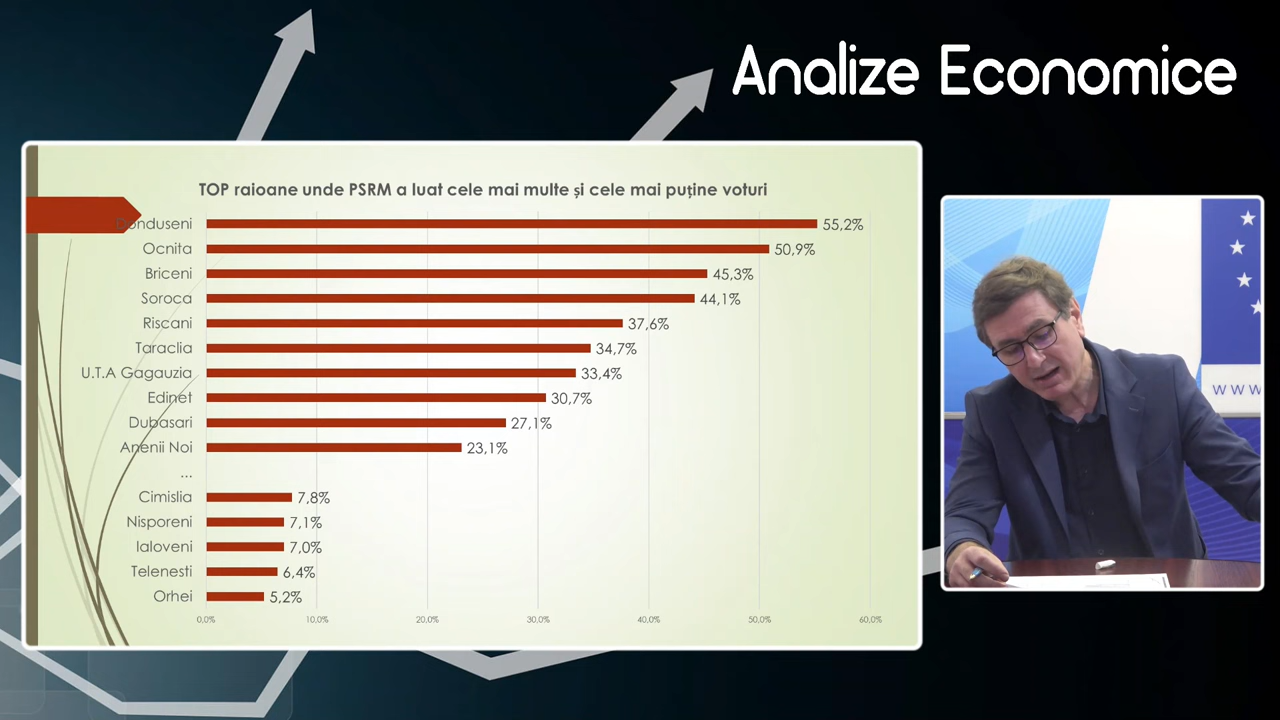 Analize Economice
TOP raioane unde PSRM a luat cele mai multe și cele mai puține voturi
Donduseni 55,2%
Ocnita 50,9%
Briceni 45,3%
Soroca 44,1%
Riscani 37,6%
Taraclia 34,7%
U.T.A Gagauzia 33,4%
Edinet 30,7%
Dubasari 27,1%
Anenii Noi 23,1%
...
Cimislia 7,8%
Nisporeni 7,1%
Ialoveni 7,0%
Telenesti 6,4%
Orhei 5,2%
0,0% 10,0% 20,0% 30,0% 40,0% 50,0% 60,0%
WWW